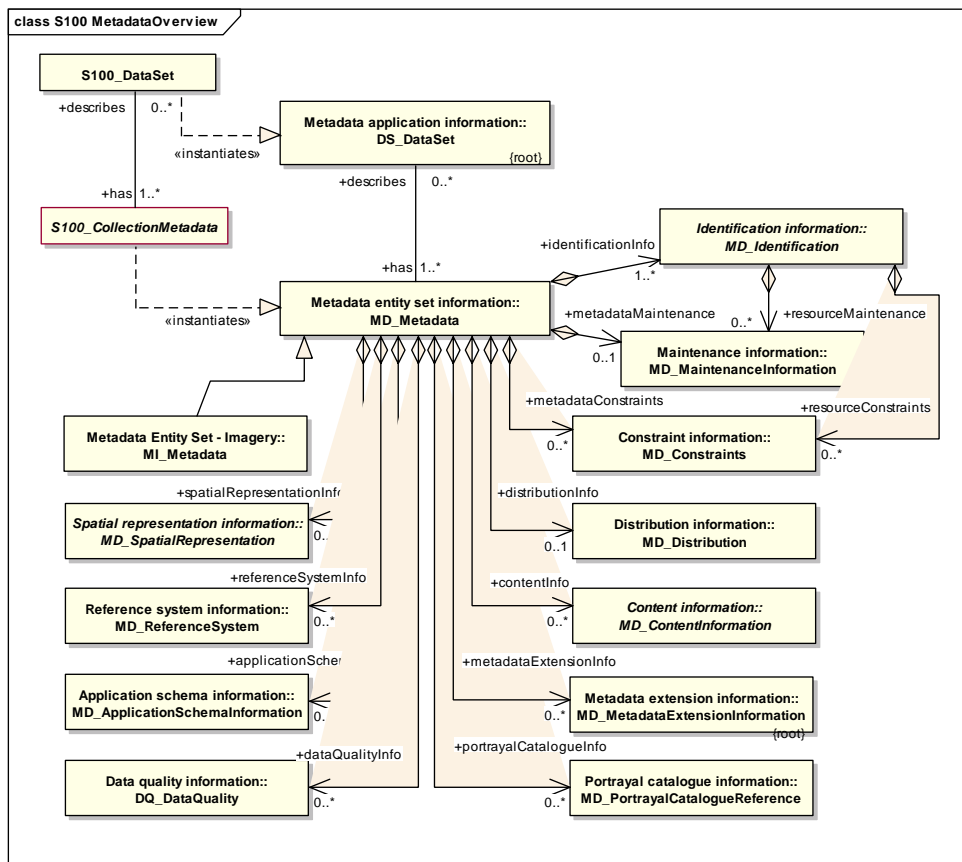 class S100 MetadataOverview
S100_DataSet
+describes
0..*
«instantiates»
Metadata application information::
DS_DataSet
{root}
+describes
0..*
+has
1..*
S100_CollectionMetadata
+has
1..*
«instantiates»
Metadata entity set information::
MD_Metadata
+identificationInfo
1..*
Identification information::
MD_Identification
+metadataMaintenance
0..1
0..*
+resourceMaintenance
Maintenance information::
MD_MaintenanceInformation
Metadata Entity Set - Imagery::
MI_Metadata
+metadataConstraints
0..*
+resourceConstraints
0..*
Constraint information::
MD_Constraints
+spatialRepresentationInfo
0..
Spatial representation information::
MD_SpatialRepresentation
+distributionInfo
0..1
Distribution information::
MD_Distribution
+referenceSystemInfo
0..*
Reference system information::
MD_ReferenceSystem
+contentInfo
0..*
Content information::
MD_ContentInformation
+applicationSche
0..
Application schema information::
MD_ApplicationSchemaInformation
+metadataExtensionInfo
0..*
Metadata extension information::
MD_MetadataExtensionInformation
{root}
+dataQualityInfo
0..*
Data quality information::
DQ_DataQuality
+portrayalCatalogueInfo
0..*
Portrayal catalogue information::
MD_PortrayalCatalogueReference